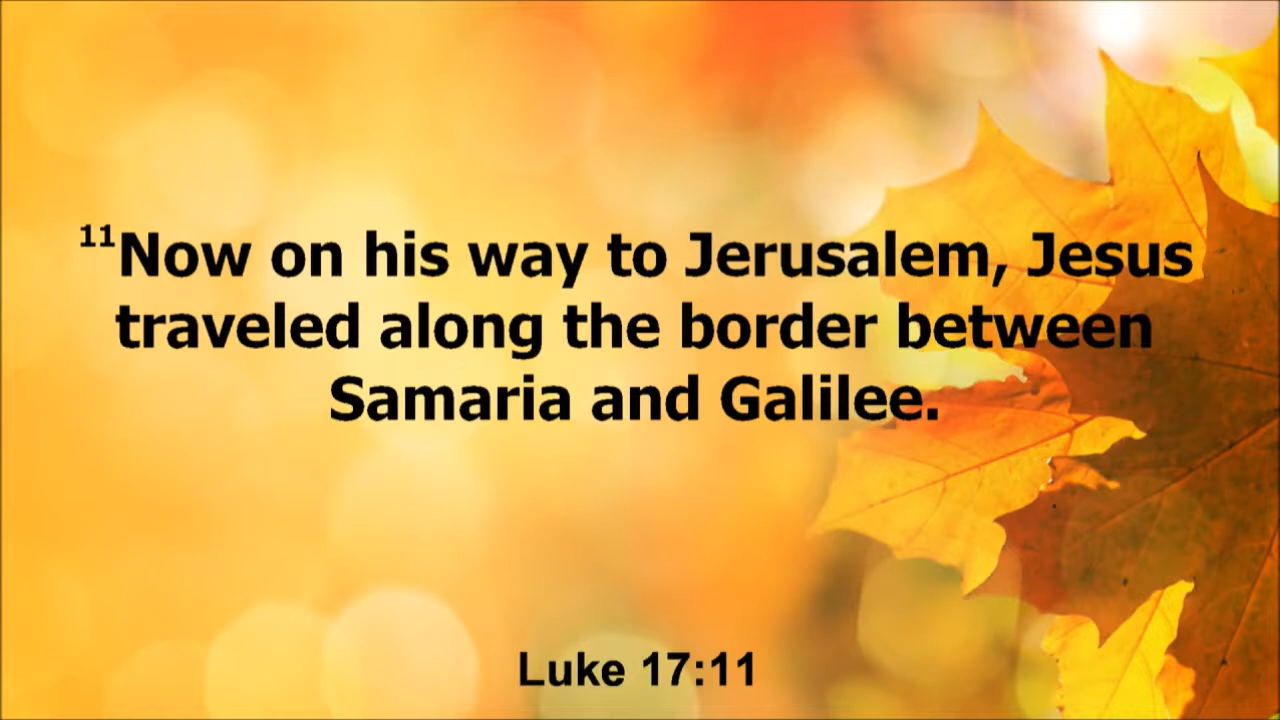 11Now on his way to Jerusalem, Jesus
traveled along the border between
Samaria and Galilee.
Luke 17:11